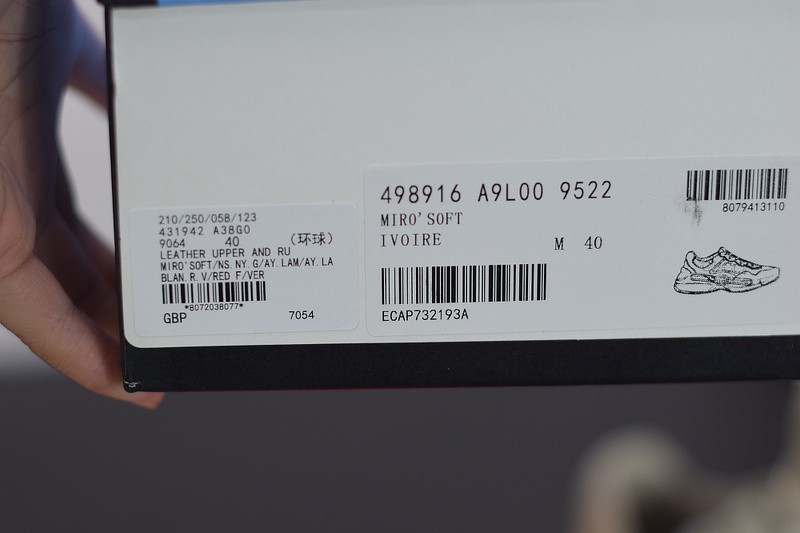 210/250/058/123
431942 A38G0
9064 40 (环球)
LEATHER UPPER AND RU
MIRO'SOFT/NS.NY.G/AY.LAM/AY.LA
BLAN.R.V/RED F/VER
*8072038077*
GBP 7054
498916 A9L00 9522
MIRO'SOFT
IVOIRE M 40
ECAP732193A
8079413110